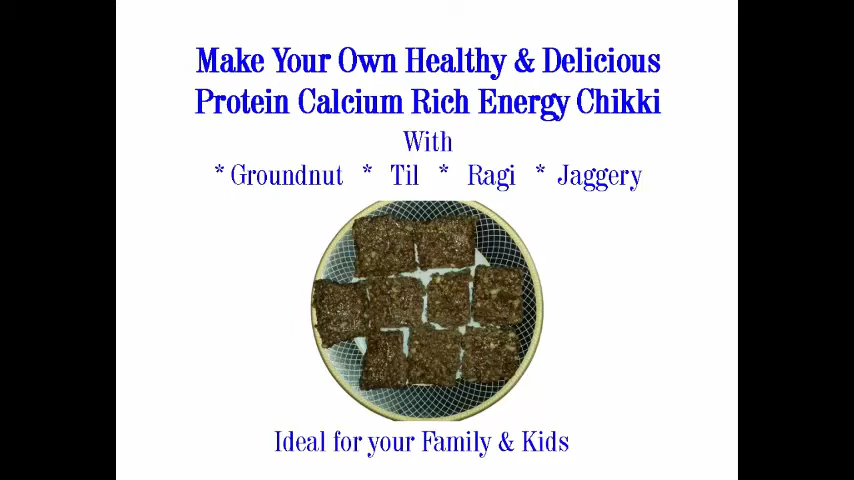 Make Your Own Healthy & Delicious
Protein Calcium Rich Energy Chikki
With
* Groundnut * Til * Ragi * Jaggery
Ideal for your Family & Kids